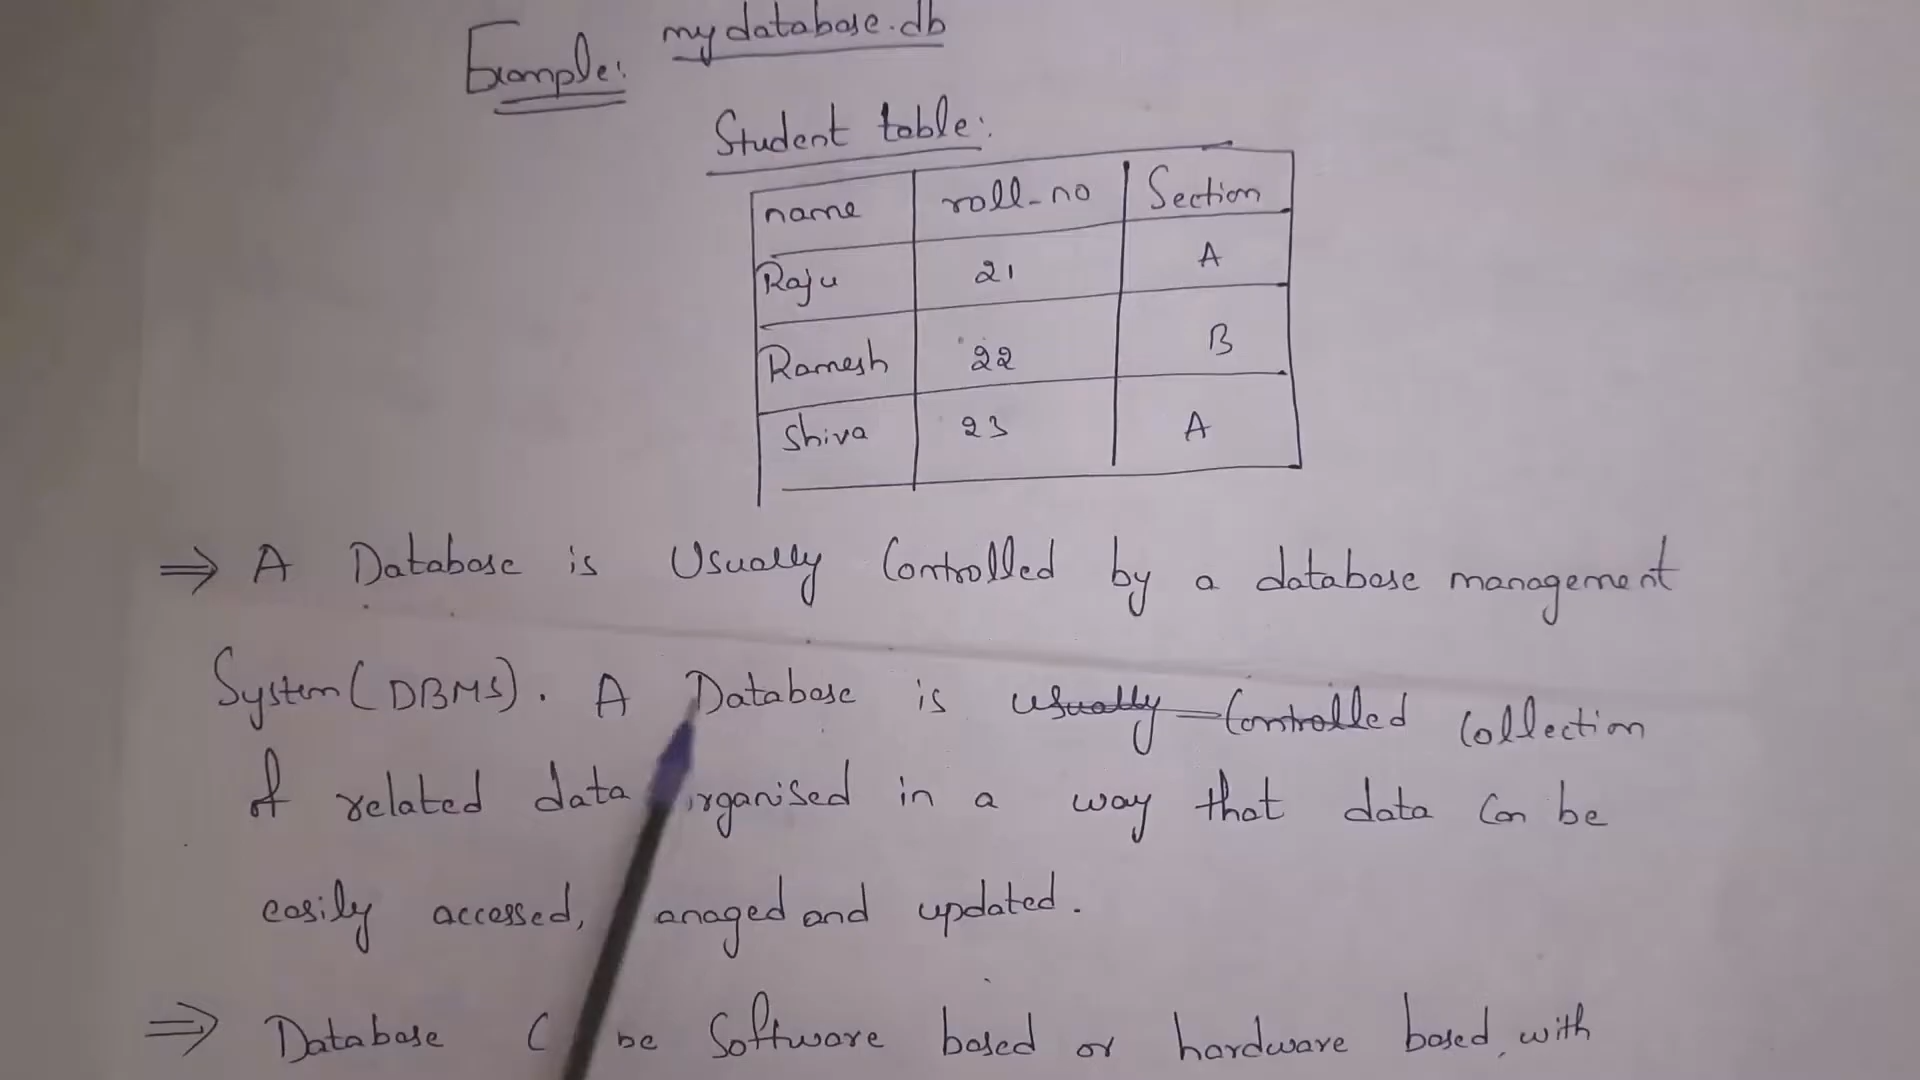 Example: mydatabase.db
Student table:
name roll-no Section
Raju 21 A
Ramesh 22 B
Shiva 23 A
⇒ A Database is Usually Controlled by a database management
System(DBMS). A Database is usually Controlled Collection
of related data organised in a way that data Can be
easily accessed, anaged and updated.
⇒ Database C be Software based or hardware based, with